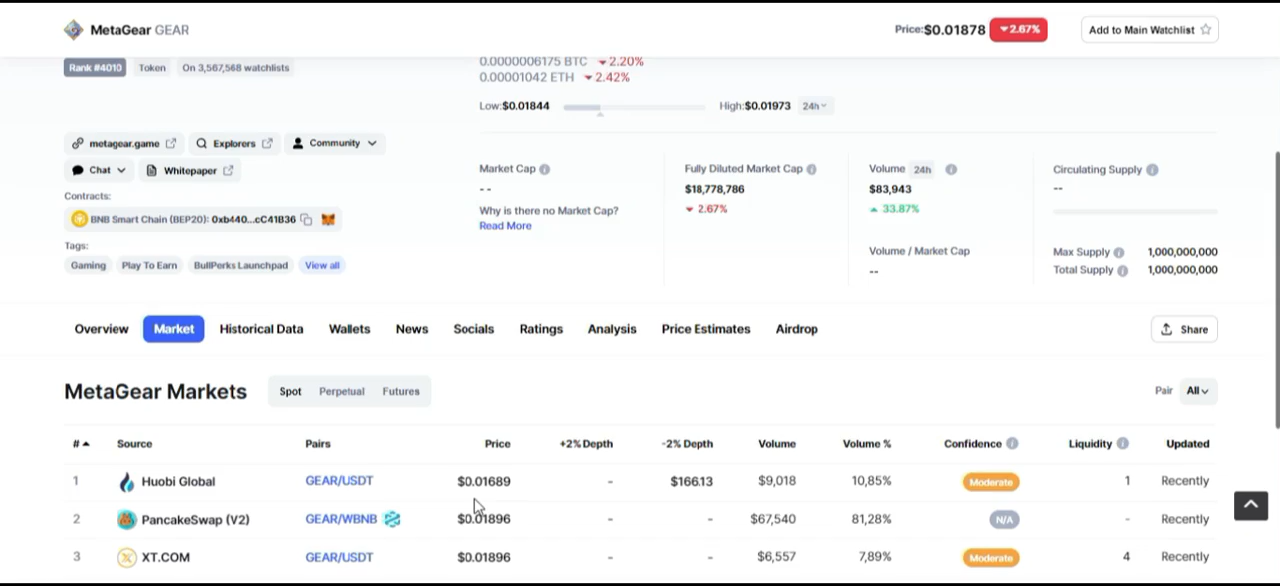 MetaGear GEAR
Price:$0.01878 2.67%
Add to Main Watchlist
Rank #4010 Token On 3,567,568 watchlists
0.0000006175 BTC 2.20%
0.00001042 ETH 2.42%
Low:$0.01844 High:$0.01973 24h
metagear.game Explorers Community
Chat Whitepaper
Contracts:
BNB Smart Chain (BEP20): 0xb440...cC41B36
Tags:
Gaming Play To Earn BullPerks Launchpad View all
Market Cap
- -
Why is there no Market Cap?
Read More
Fully Diluted Market Cap
$18,778,786
2.67%
Volume 24h
$83,943
33.87%
Volume / Market Cap
--
Circulating Supply
--
Max Supply 1,000,000,000
Total Supply 1,000,000,000
Overview Market Historical Data Wallets News Socials Ratings Analysis Price Estimates Airdrop Share
MetaGear Markets Spot Perpetual Futures Pair All
# Source Pairs Price +2% Depth -2% Depth Volume Volume % Confidence Liquidity Updated
1 Huobi Global GEAR/USDT $0.01689 - $166.13 $9,018 10,85% Moderate 1 Recently
2 PancakeSwap (V2) GEAR/WBNB $0.01896 - - $67,540 81,28% N/A - Recently
3 XT.COM GEAR/USDT $0.01896 - - $6,557 7,89% Moderate 4 Recently